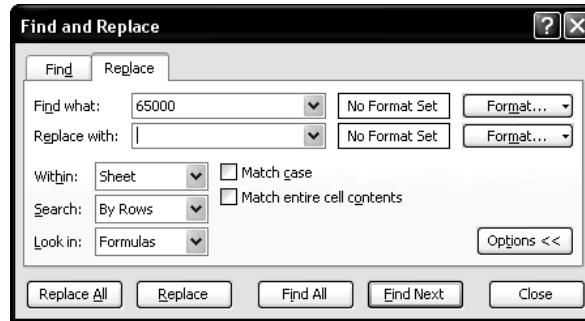 Find and Replace
Find Replace
Find what: 65000 No Format Set Format...
Replace with: No Format Set Format...
Within: Sheet Match case
Match entire cell contents
Search: By Rows
Look in: Formulas Options <<
Replace All Replace Find All Find Next Close